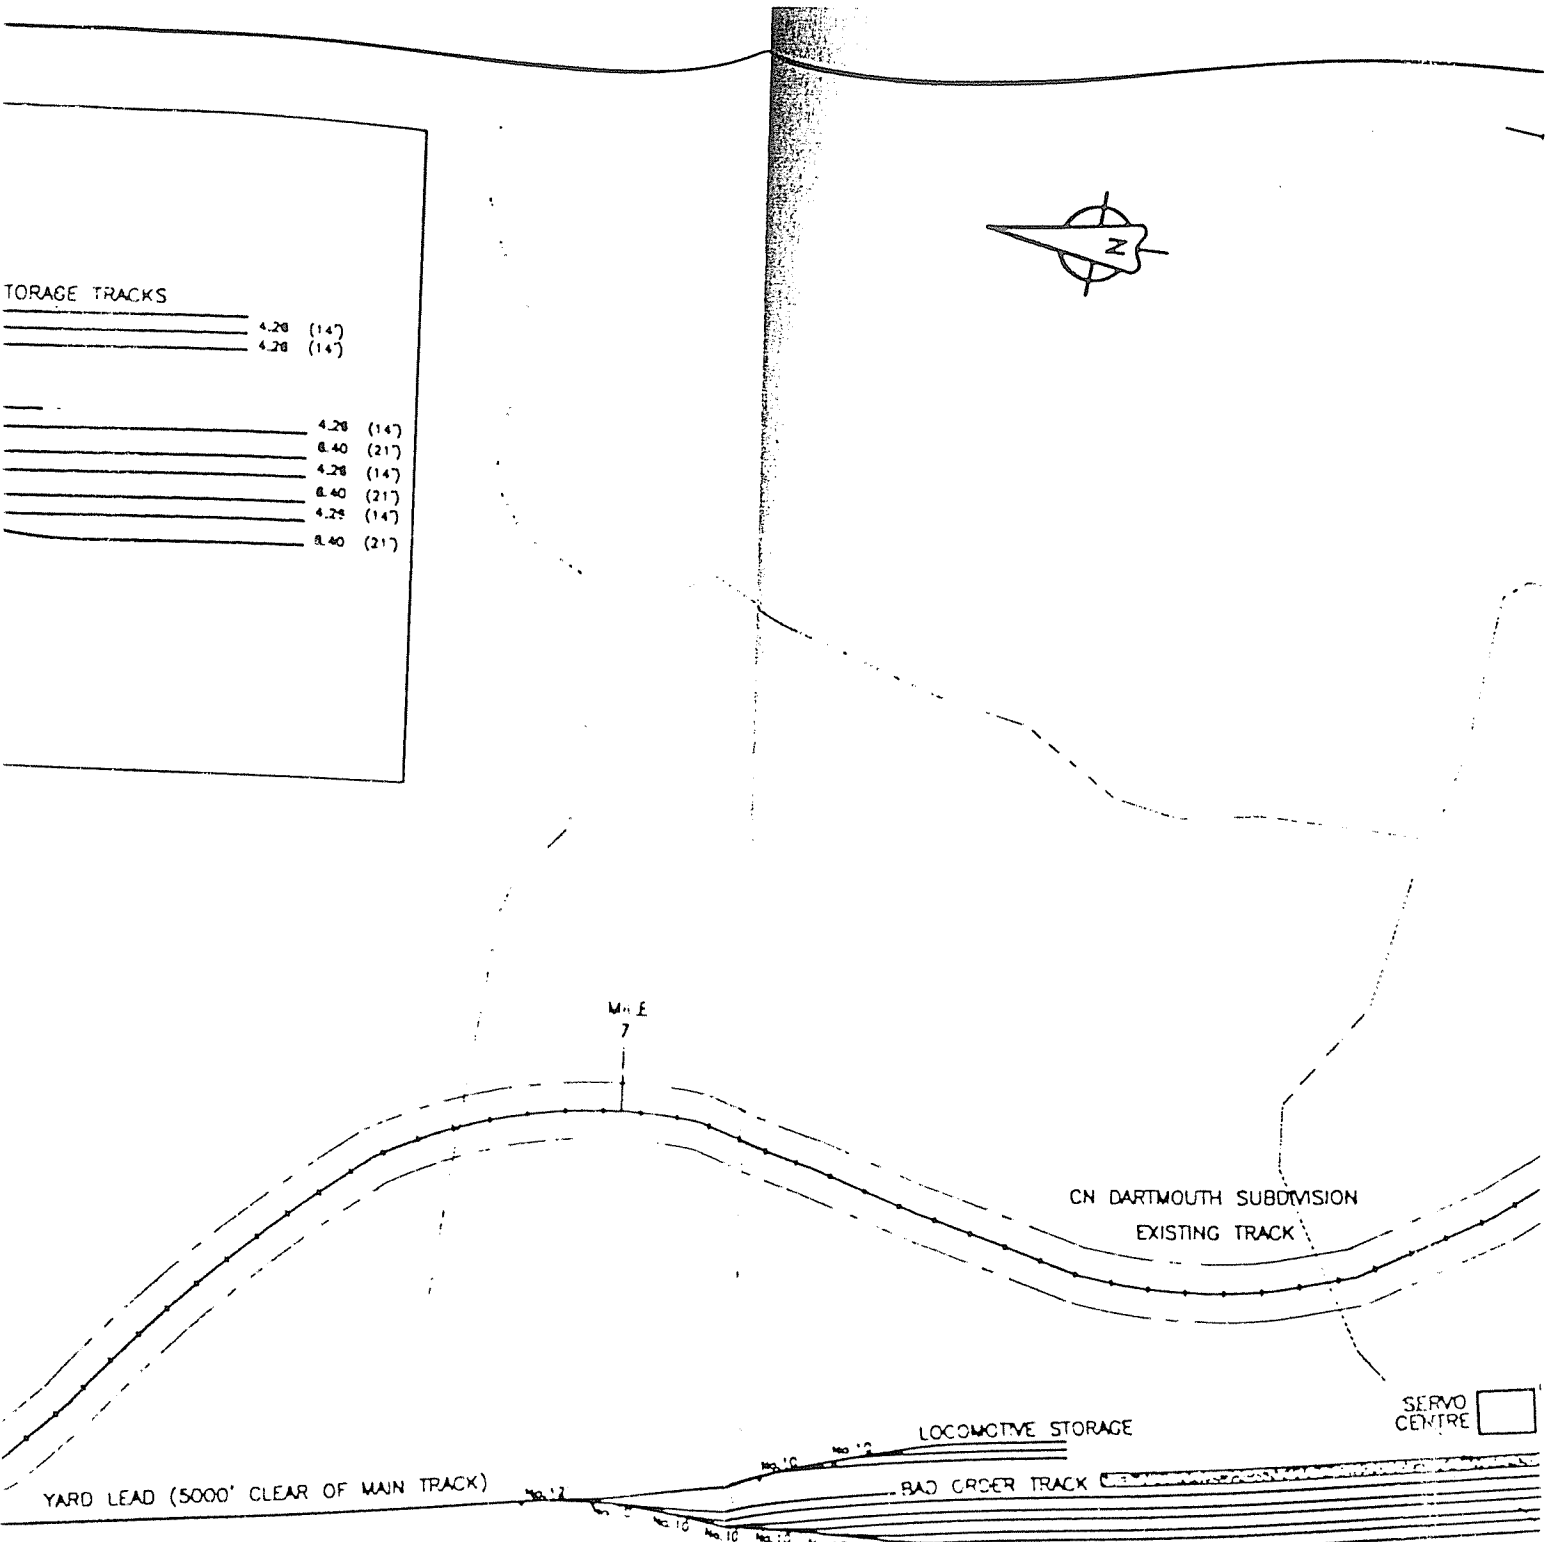 TORAGE TRACKS
4.28 (14')
4.28 (14')
4.28 (14')
6.40 (21')
4.28 (14')
6.40 (21')
4.28 (14')
6.40 (21')
N
MILE
7
CN DARTMOUTH SUBDIVISION
EXISTING TRACK
SERVO
CENTRE
LOCOMOTIVE STORAGE
No. 12
No. 10
BAD ORDER TRACK
YARD LEAD (5000' CLEAR OF MAIN TRACK)
No. 12
No. 10
No. 10
No. 10